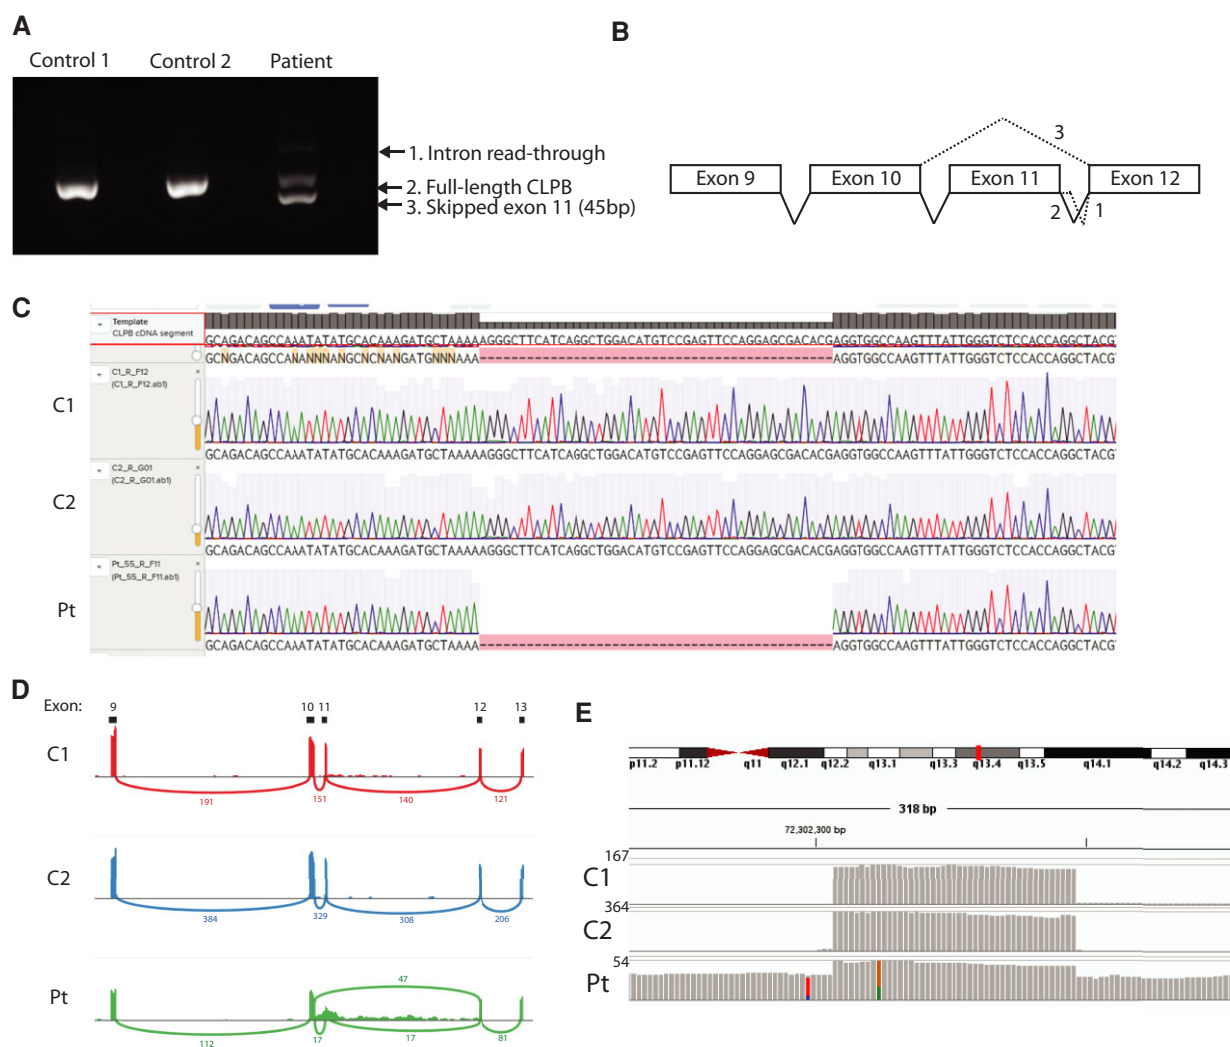 A
Control 1
Control 2
Patient
1. Intron read-through
2. Full-length CLPB
3. Skipped exon 11 (45bp)
B
3
Exon 9
Exon 10
Exon 11
Exon 12
2
1
C
Template
CLPB cDNA segment
GCAGACAGCCAAATATATGCACAAAGATGCTAAAAAGGGCTTCATCAGGCTGGACATGTCCGAGTTCCAGGAGCGACACGAGGTGGCCAAGTTTATTGGGTCTCCACCAGGCTACG
GCNGACAGCCANANNNANGCNCNANGATGNNNAAA----------------------------------------------AGGTGGCCAAGTTTATTGGGTCTCCACCAGGCTACG
C1
C1_R_F12
(C1_R_F12.ab1)
GCAGACAGCCAAATATATGCACAAAGATGCTAAAAAGGGCTTCATCAGGCTGGACATGTCCGAGTTCCAGGAGCGACACGAGGTGGCCAAGTTTATTGGGTCTCCACCAGGCTACG
C2
C2_R_G01
(C2_R_G01.ab1)
GCAGACAGCCAAATATATGCACAAAGATGCTAAAAAGGGCTTCATCAGGCTGGACATGTCCGAGTTCCAGGAGCGACACGAGGTGGCCAAGTTTATTGGGTCTCCACCAGGCTACG
Pt
Pt_55_R_F11
(Pt_55_R_F11.ab1)
GCAGACAGCCAAATATATGCACAAAGATGCTAAAA---------------------------------------------AGGTGGCCAAGTTTATTGGGTCTCCACCAGGCTACG
D
Exon:
9
10
11
12
13
C1
191
151
140
121
C2
384
329
308
206
Pt
47
112
17
17
81
E
p11.2
p11.12
q11
q12.1
q12.2
q13.1
q13.3
q13.4
q13.5
q14.1
q14.2
q14.3
318 bp
72,302,300 bp
167
C1
364
C2
54
Pt